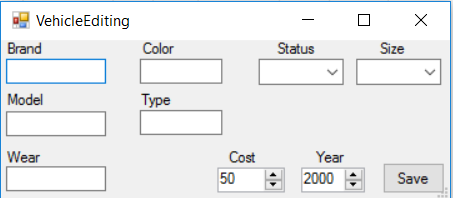 VehicleEditing
Brand Color Status Size
Model Type
Wear Cost Year
50 2000 Save